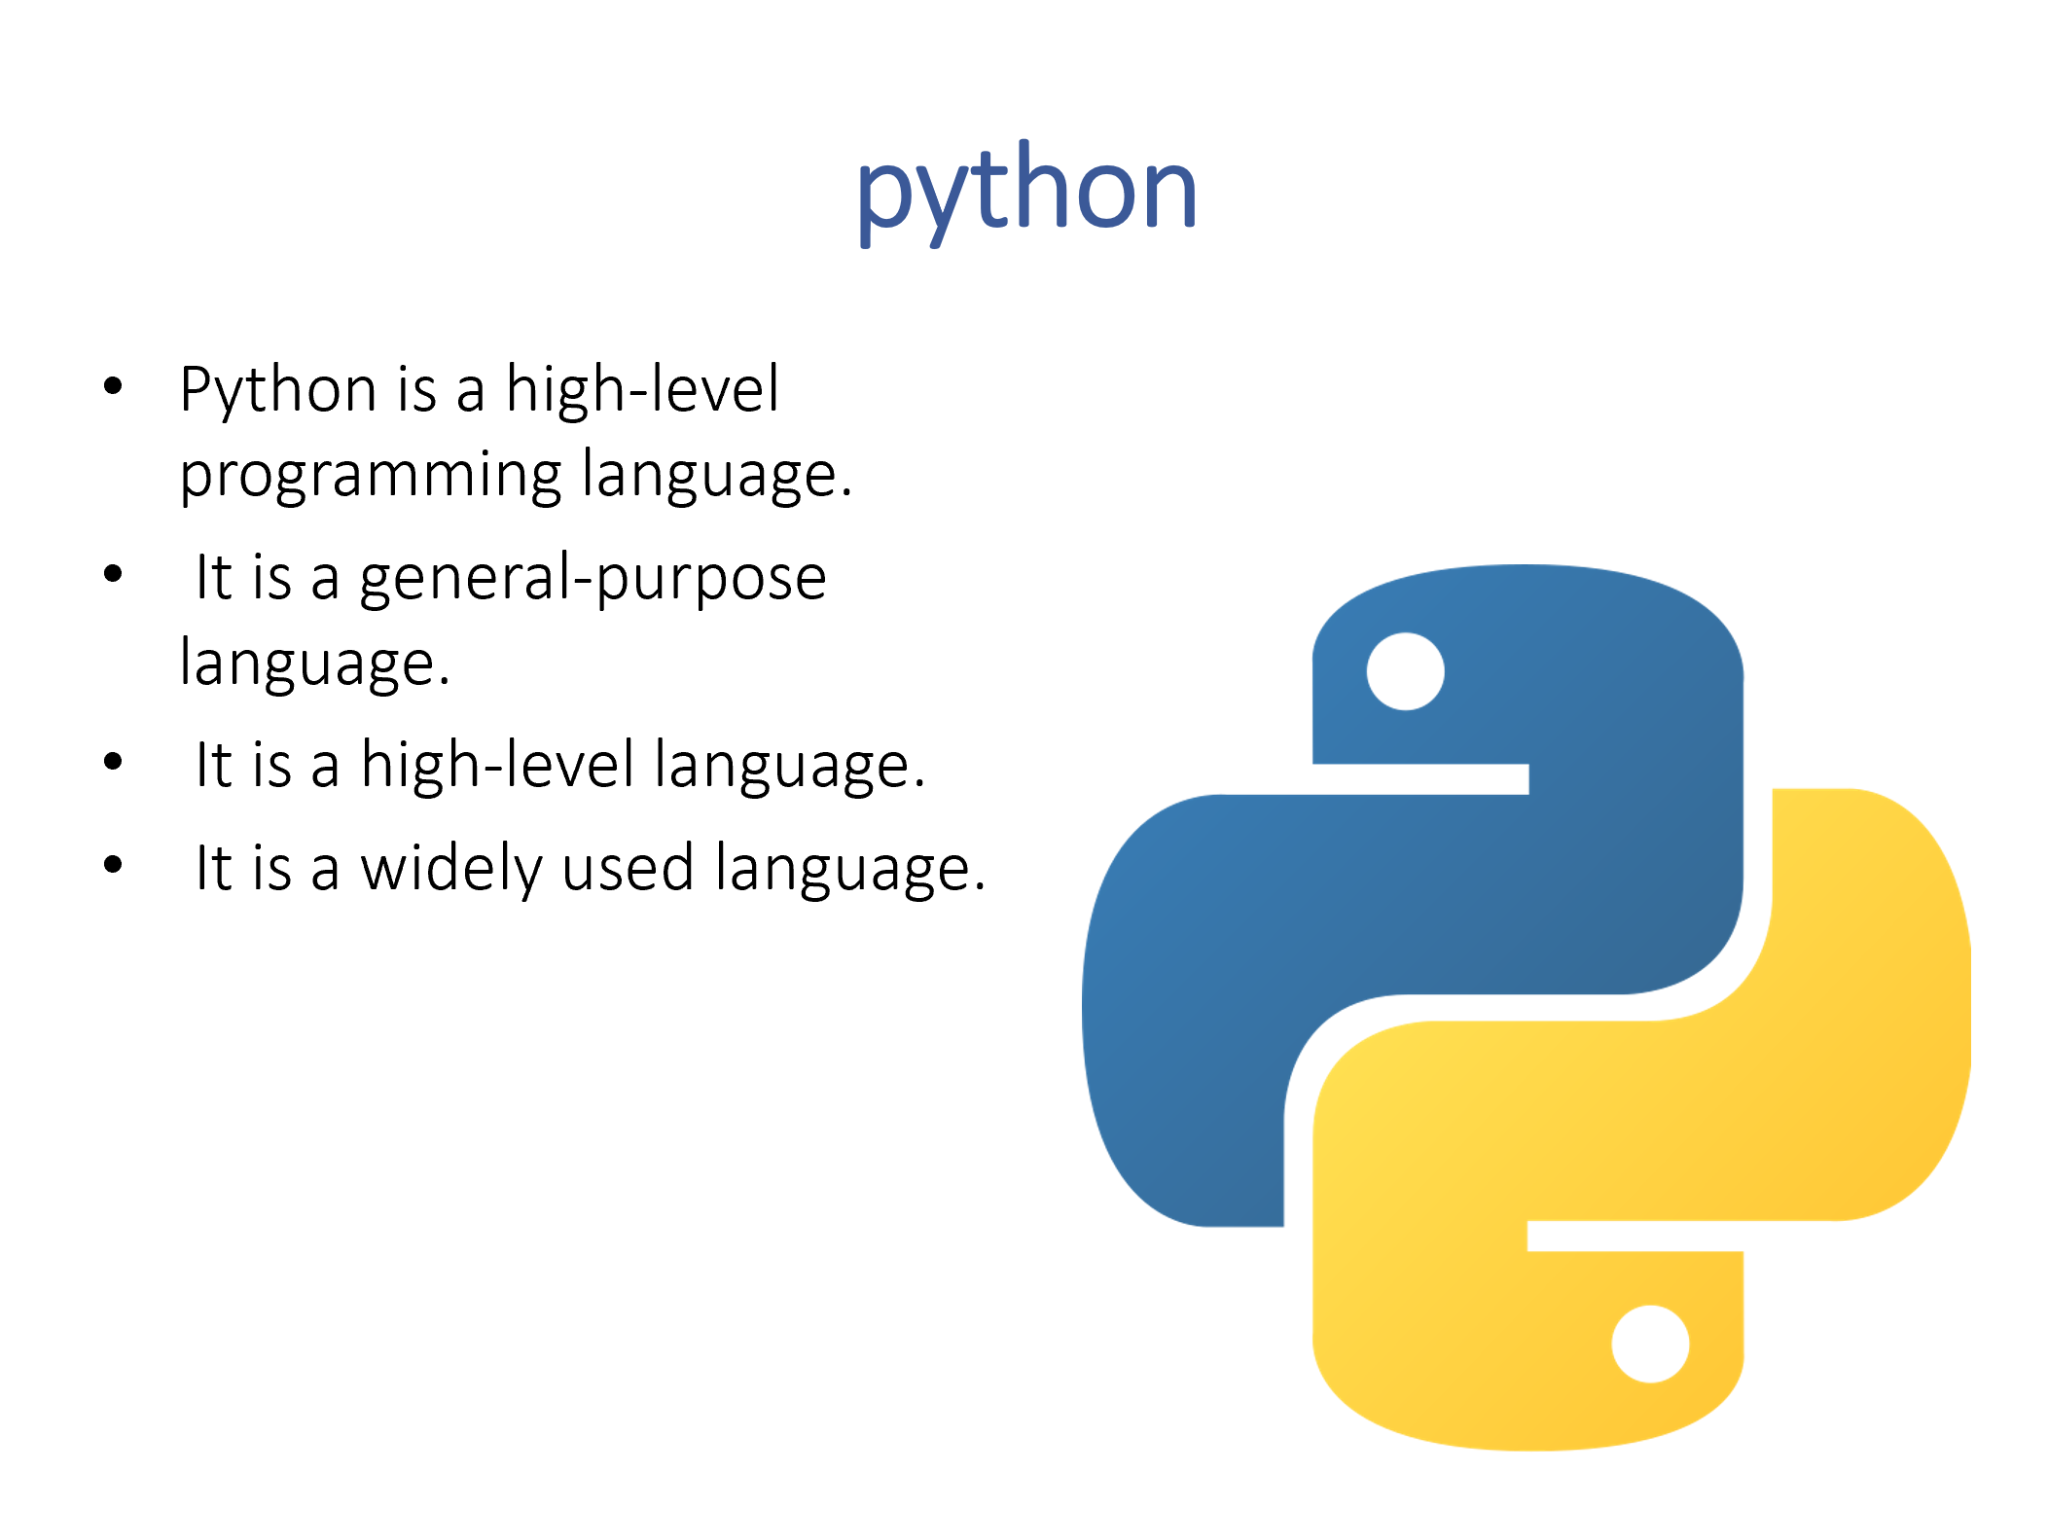 python
• Python is a high-level
programming language.
• It is a general-purpose
language.
• It is a high-level language.
• It is a widely used language.